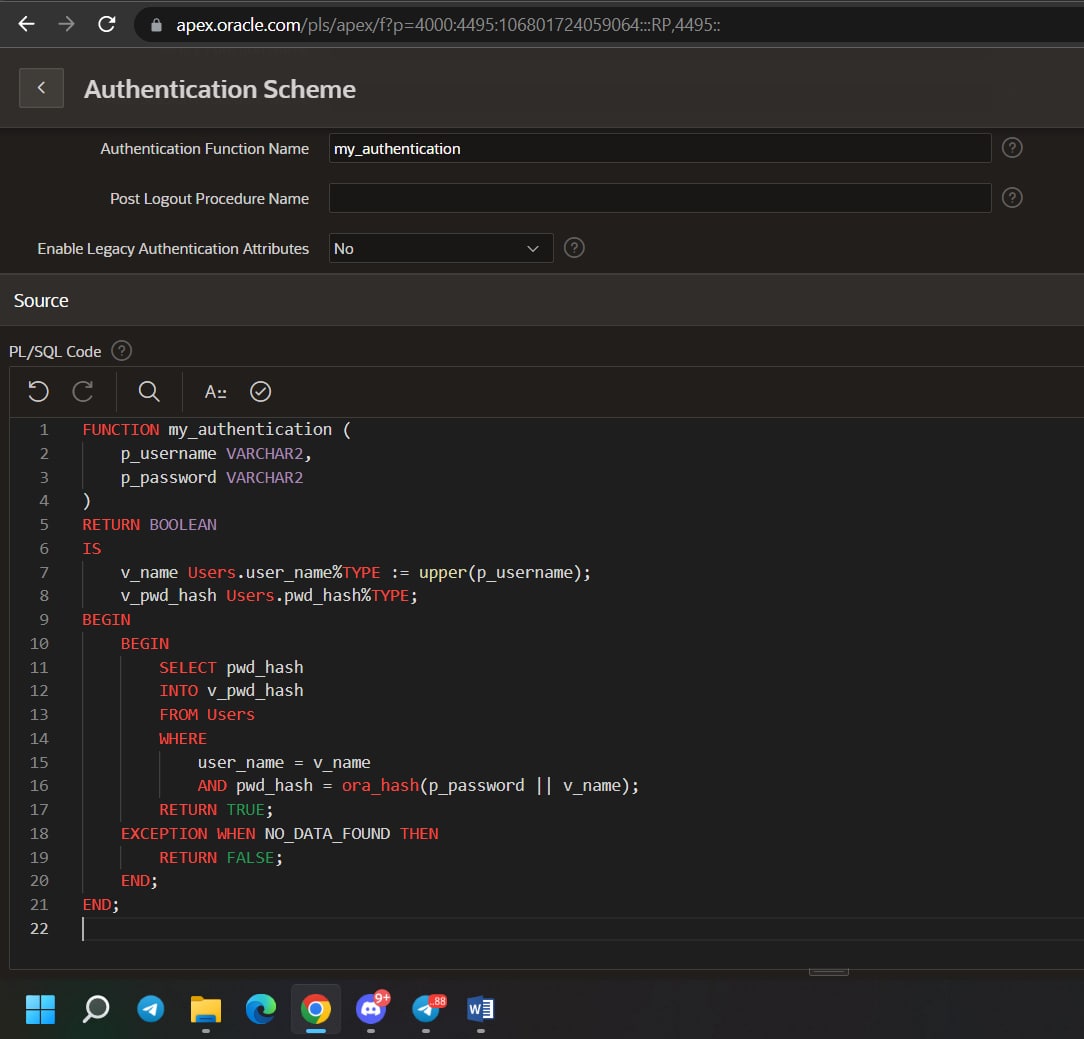 apex.oracle.com/pls/apex/f?p=4000:4495:106801724059064:::RP,4495::
Authentication Scheme
Authentication Function Name my_authentication ?
Post Logout Procedure Name ?
Enable Legacy Authentication Attributes No ?
Source
PL/SQL Code ?
A::
1 FUNCTION my_authentication (
2 p_username VARCHAR2,
3 p_password VARCHAR2
4 )
5 RETURN BOOLEAN
6 IS
7 v_name Users.user_name%TYPE := upper(p_username);
8 v_pwd_hash Users.pwd_hash%TYPE;
9 BEGIN
10 BEGIN
11 SELECT pwd_hash
12 INTO v_pwd_hash
13 FROM Users
14 WHERE
15 user_name = v_name
16 AND pwd_hash = ora_hash(p_password || v_name);
17 RETURN TRUE;
18 EXCEPTION WHEN NO_DATA_FOUND THEN
19 RETURN FALSE;
20 END;
21 END;
22
9+ ..88 W